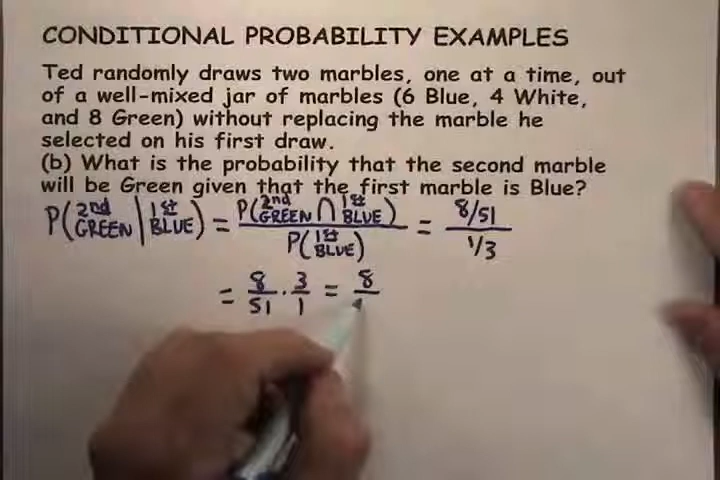 CONDITIONAL PROBABILITY EXAMPLES
Ted randomly draws two marbles, one at a time, out
of a well-mixed jar of marbles (6 Blue, 4 White,
and 8 Green) without replacing the marble he
selected on his first draw.
(b) What is the probability that the second marble
will be Green given that the first marble is Blue?
P(2nd GREEN | 1st BLUE) = P(2nd GREEN ∩ 1st BLUE) / P(1st BLUE) = 8/51 / 1/3
= 8/51 · 3/1 = 8/